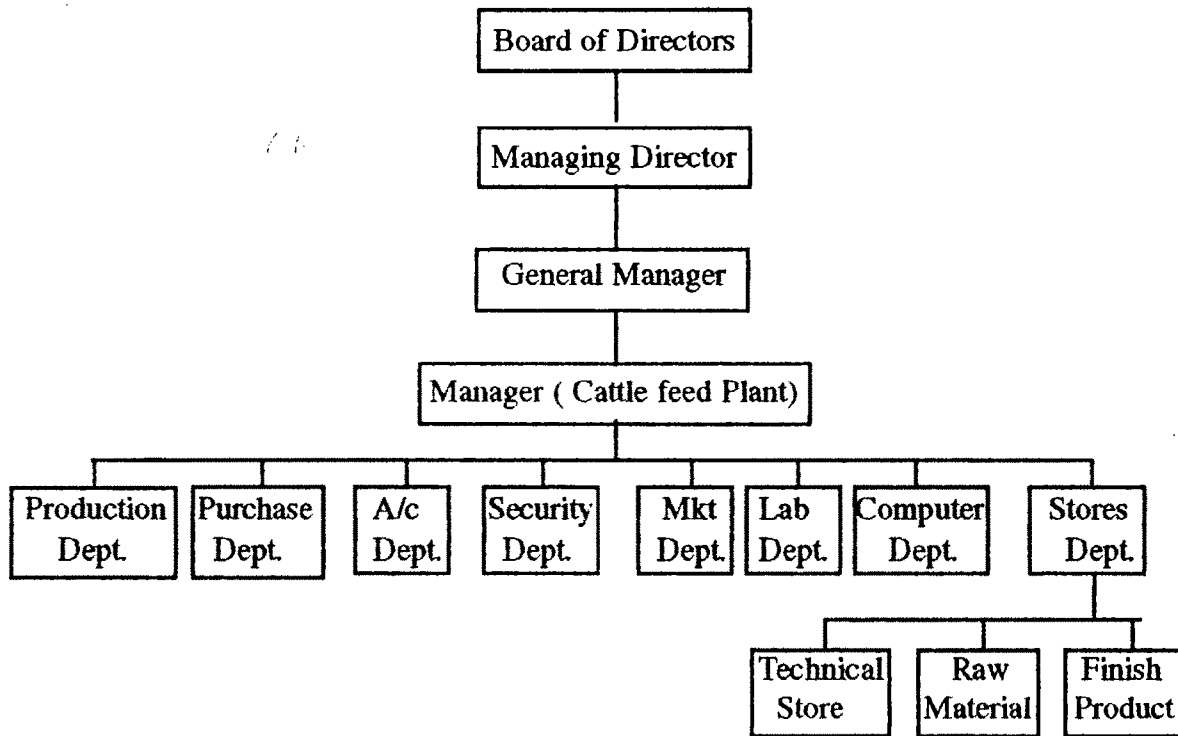 Board of Directors
Managing Director
General Manager
Manager ( Cattle feed Plant)
Production
Dept.
Purchase
Dept.
A/c
Dept.
Security
Dept.
Mkt
Dept.
Lab
Dept.
Computer
Dept.
Stores
Dept.
Technical
Store
Raw
Material
Finish
Product